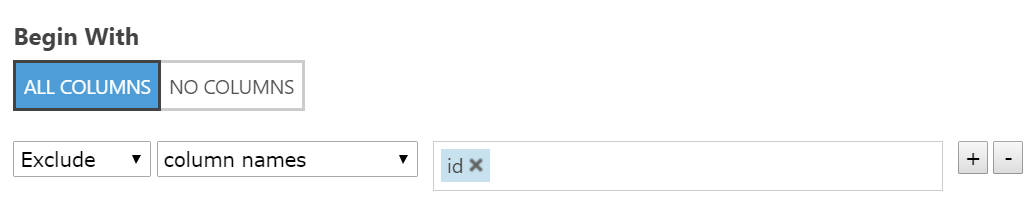 Begin With
ALL COLUMNS NO COLUMNS
Exclude column names id + -